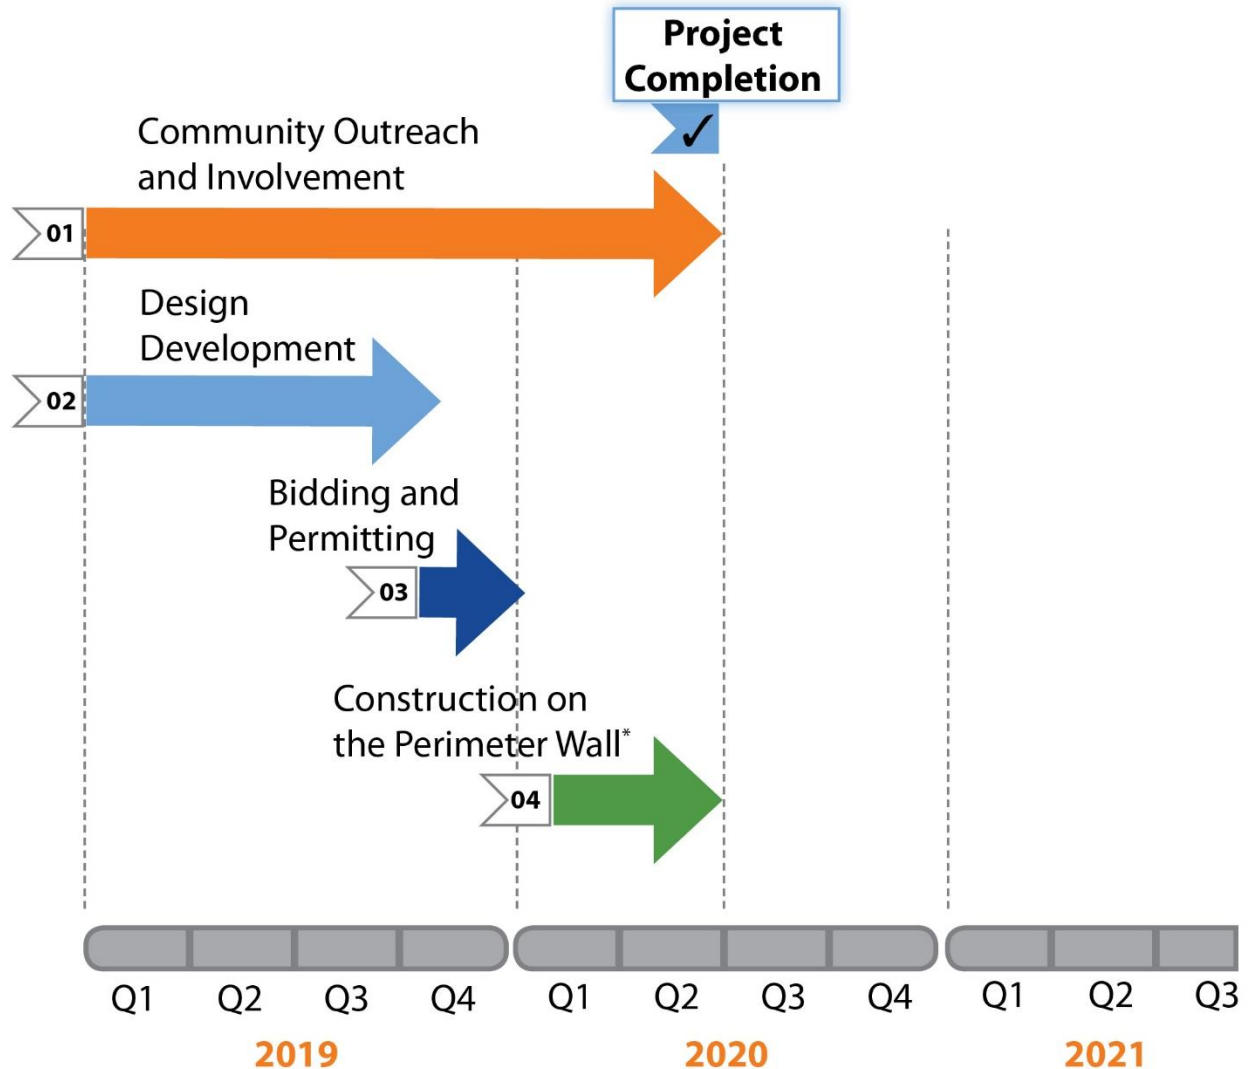 Project
Completion
✓
Community Outreach
and Involvement
01
Design
Development
02
Bidding and
Permitting
03
Construction on
the Perimeter Wall*
04
Q1 Q2 Q3 Q4 Q1 Q2 Q3 Q4 Q1 Q2 Q3
2019 2020 2021